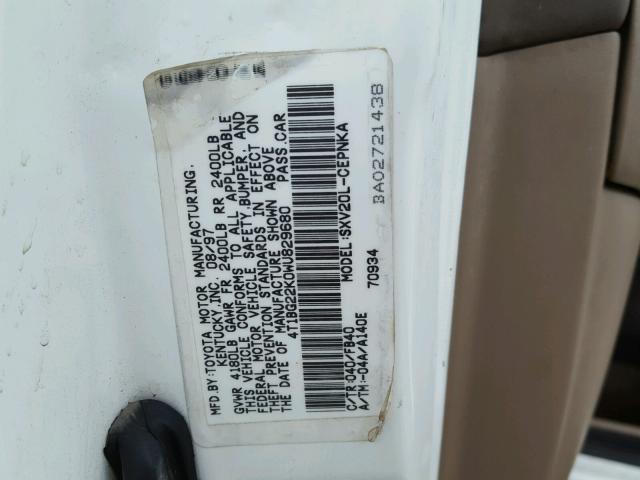 MFD.BY:TOYOTA MOTOR MANUFACTURING.
KENTUCKY,INC. 08/97
GVWR 4180LB GAWR FR 2400LB RR 2400LB
THIS VEHICLE CONFORMS TO ALL APPLICABLE
FEDERAL MOTOR VEHICLE SAFETY,BUMPER, AND
THEFT PREVENTION STANDARDS IN EFFECT ON
THE DATE OF MANUFACTURE SHOWN ABOVE
4T1BG22K0WU829680 PASS.CAR
MODEL:SXV20L-CEPNKA
70934
C/TR:040/FB40
A/TM:-04A/A140E
BA02721438